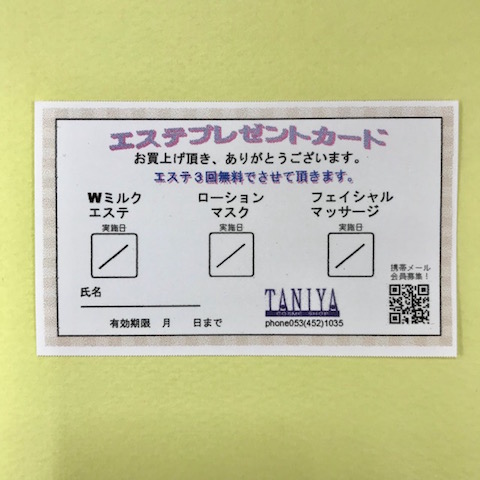 エステプレゼントカード
お買上げ頂き、ありがとうございます。
エステ3回無料でさせて頂きます。
Wミルク
エステ
実施日
／
ローション
マスク
実施日
／
フェイシャル
マッサージ
実施日
／
携帯メール
会員募集！
氏名
TANIYA
COSME SHOP
有効期限　月　　日まで
phone053(452)1035